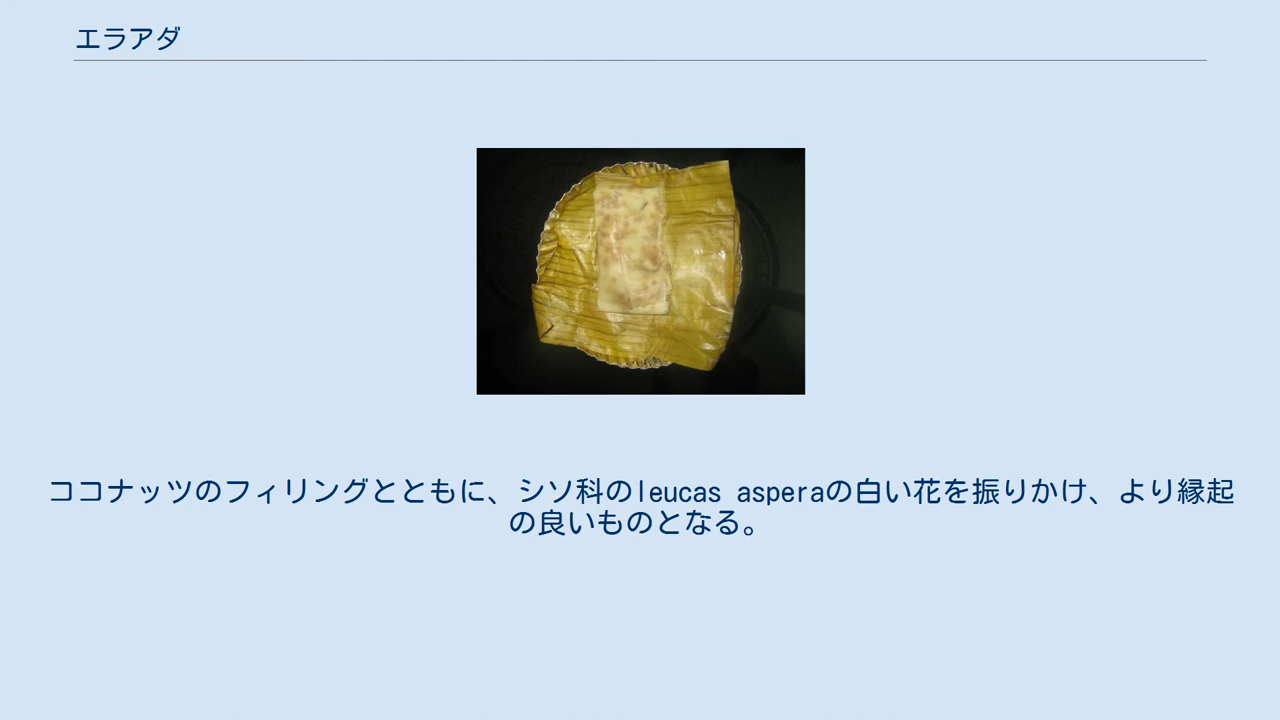 エラアダ
ココナッツのフィリングとともに、シソ科のleucas asperaの白い花を振りかけ、より縁起
の良いものとなる。